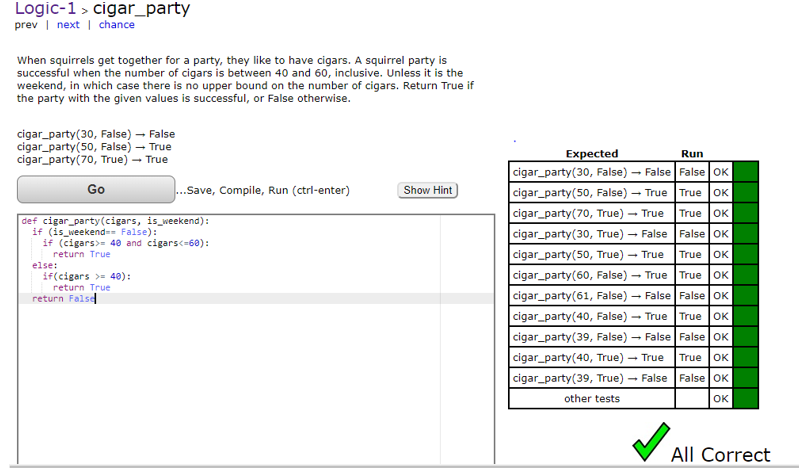 Logic-1 > cigar_party
prev | next | chance
When squirrels get together for a party, they like to have cigars. A squirrel party is
successful when the number of cigars is between 40 and 60, inclusive. Unless it is the
weekend, in which case there is no upper bound on the number of cigars. Return True if
the party with the given values is successful, or False otherwise.
cigar_party(30, False) → False
cigar_party(50, False) → True
cigar_party(70, True) → True
Go ...Save, Compile, Run (ctrl-enter) Show Hint
def cigar_party(cigars, is_weekend):
  if (is_weekend== False):
    if (cigars>= 40 and cigars<=60):
      return True
  else:
    if(cigars >= 40):
      return True
  return False
Expected Run
cigar_party(30, False) → False False OK
cigar_party(50, False) → True True OK
cigar_party(70, True) → True True OK
cigar_party(30, True) → False False OK
cigar_party(50, True) → True True OK
cigar_party(60, False) → True True OK
cigar_party(61, False) → False False OK
cigar_party(40, False) → True True OK
cigar_party(39, False) → False False OK
cigar_party(40, True) → True True OK
cigar_party(39, True) → False False OK
other tests OK
All Correct